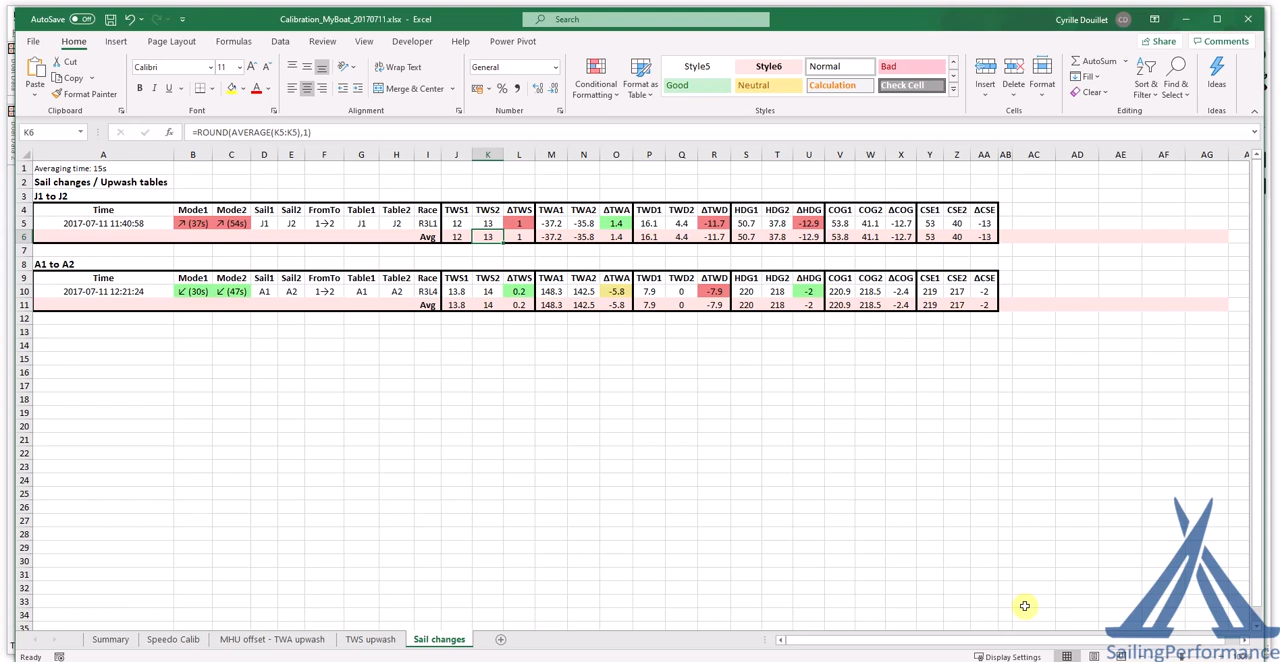 AutoSave Off Calibration_MyBoat_20170711.xlsx - Excel Search Cyrille Douillet CD
File Home Insert Page Layout Formulas Data Review View Developer Help Power Pivot Share Comments
Paste Cut Copy Format Painter Clipboard
Calibri 11 A A B I U A Font
Wrap Text Merge & Center Alignment
General % Number
Conditional Formatting Format as Table
Style5 Style6 Normal Bad
Good Neutral Calculation Check Cell
Styles
Insert Delete Format Cells
AutoSum Fill Clear Sort & Filter Find & Select Editing
Ideas Ideas
K6 fx =ROUND(AVERAGE(K5:K5),1)
A B C D E F G H I J K L M N O P Q R S T U V W X Y Z AA AB AC AD AE AF AG
1 Averaging time: 15s
2 Sail changes / Upwash tables
3 J1 to J2
4 Time Mode1 Mode2 Sail1 Sail2 FromTo Table1 Table2 Race TWS1 TWS2 ΔTWS TWA1 TWA2 ΔTWA TWD1 TWD2 ΔTWD HDG1 HDG2 ΔHDG COG1 COG2 ΔCOG CSE1 CSE2 ΔCSE
5 2017-07-11 11:40:58 ↗ (37s) ↗ (54s) J1 J2 1→2 J1 J2 R3L1 12 13 1 -37.2 -35.8 1.4 16.1 4.4 -11.7 50.7 37.8 -12.9 53.8 41.1 -12.7 53 40 -13
6 Avg 12 13 1 -37.2 -35.8 1.4 16.1 4.4 -11.7 50.7 37.8 -12.9 53.8 41.1 -12.7 53 40 -13
7
8 A1 to A2
9 Time Mode1 Mode2 Sail1 Sail2 FromTo Table1 Table2 Race TWS1 TWS2 ΔTWS TWA1 TWA2 ΔTWA TWD1 TWD2 ΔTWD HDG1 HDG2 ΔHDG COG1 COG2 ΔCOG CSE1 CSE2 ΔCSE
10 2017-07-11 12:21:24 ↙ (30s) ↙ (47s) A1 A2 1→2 A1 A2 R3L4 13.8 14 0.2 148.3 142.5 -5.8 7.9 0 -7.9 220 218 -2 220.9 218.5 -2.4 219 217 -2
11 Avg 13.8 14 0.2 148.3 142.5 -5.8 7.9 0 -7.9 220 218 -2 220.9 218.5 -2.4 219 217 -2
12
13
14
15
16
17
18
19
20
21
22
23
24
25
26
27
28
29
30
31
32
33
34
35
Summary Speedo Calib MHU offset - TWA upwash TWS upwash Sail changes
Ready Display Settings
SailingPerformance